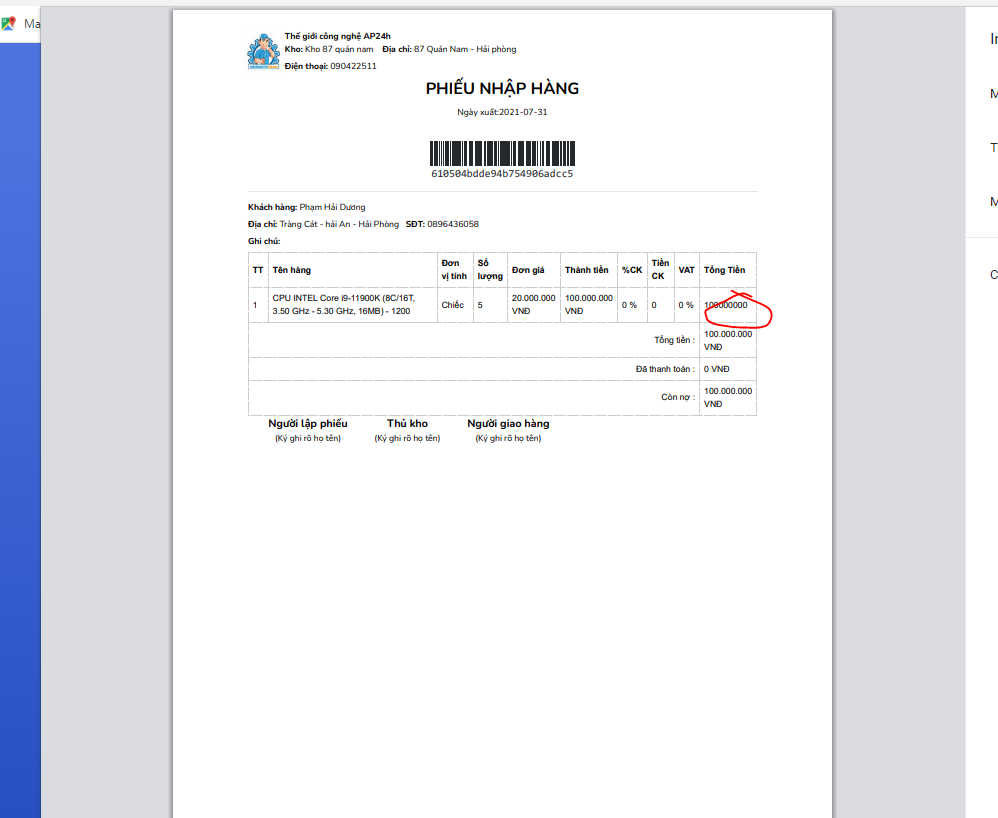 Ma
Thế giới công nghệ AP24h
Kho: Kho 87 quán nam Địa chỉ: 87 Quán Nam - Hải phòng
Điện thoại: 090422511
PHIẾU NHẬP HÀNG
Ngày xuất:2021-07-31
610504bdde94b754906adcc5
Khách hàng: Phạm Hải Dương
Địa chỉ: Tràng Cát - hải An - Hải Phòng SĐT: 0896436058
Ghi chú:
TT Tên hàng Đơn vị tính Số lượng Đơn giá Thành tiền %CK Tiền CK VAT Tổng Tiền
1 CPU INTEL Core i9-11900K (8C/16T, 3.50 GHz - 5.30 GHz, 16MB) - 1200 Chiếc 5 20.000.000 VNĐ 100.000.000 VNĐ 0 % 0 0 % 100000000
Tổng tiền : 100.000.000 VNĐ
Đã thanh toán : 0 VNĐ
Còn nợ : 100.000.000 VNĐ
Người lập phiếu Thủ kho Người giao hàng
(Ký ghi rõ họ tên) (Ký ghi rõ họ tên) (Ký ghi rõ họ tên)